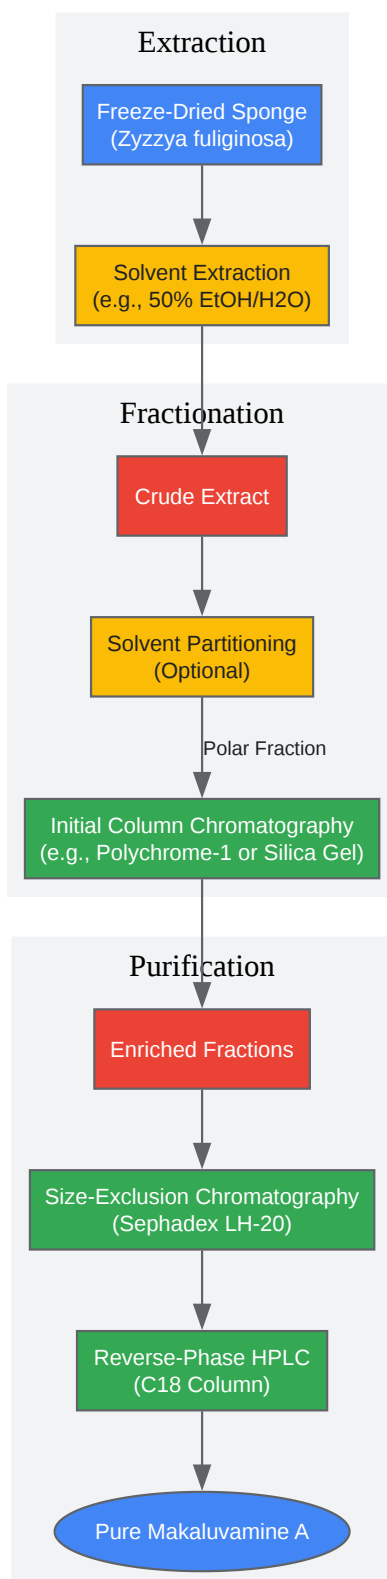 Extraction
Freeze-Dried Sponge
(Zyzzya fuliginosa)
Solvent Extraction
(e.g., 50% EtOH/H2O)
Fractionation
Crude Extract
Solvent Partitioning
(Optional)
Polar Fraction
Initial Column Chromatography
(e.g., Polychrome-1 or Silica Gel)
Purification
Enriched Fractions
Size-Exclusion Chromatography
(Sephadex LH-20)
Reverse-Phase HPLC
(C18 Column)
Pure Makaluvamine A